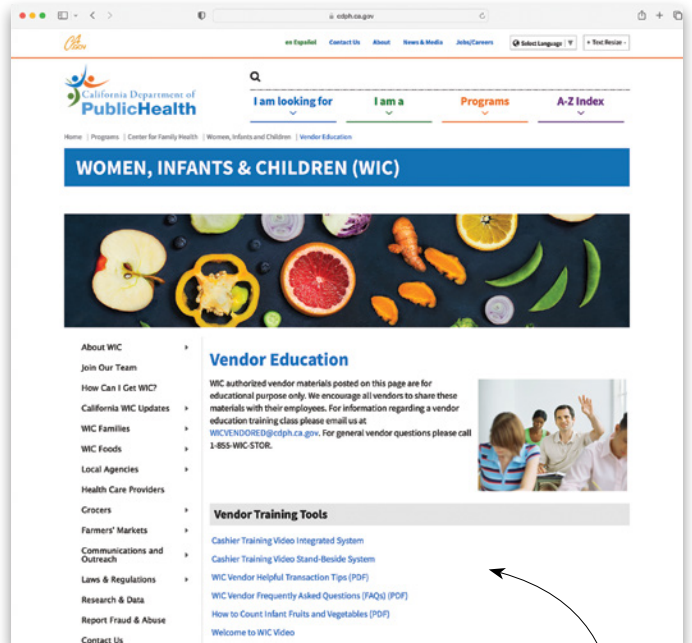 cdph.ca.gov
CA
.GOV
en Español Contact Us About News & Media Jobs/Careers Select Language ▼ + Text Resize -
California Department of
PublicHealth
I am looking for I am a Programs A-Z Index
Home | Programs | Center for Family Health | Women, Infants and Children | Vendor Education
WOMEN, INFANTS & CHILDREN (WIC)
About WIC
Join Our Team
How Can I Get WIC?
California WIC Updates
WIC Families
WIC Foods
Local Agencies
Health Care Providers
Grocers
Farmers' Markets
Communications and
Outreach
Laws & Regulations
Research & Data
Report Fraud & Abuse
Contact Us
Vendor Education
WIC authorized vendor materials posted on this page are for
educational purpose only. We encourage all vendors to share these
materials with their employees. For information regarding a vendor
education training class please email us at
WICVENDORED@cdph.ca.gov. For general vendor questions please call
1-855-WIC-STOR.
Vendor Training Tools
Cashier Training Video Integrated System
Cashier Training Video Stand-Beside System
WIC Vendor Helpful Transaction Tips (PDF)
WIC Vendor Frequently Asked Questions (FAQs) (PDF)
How to Count Infant Fruits and Vegetables (PDF)
Welcome to WIC Video